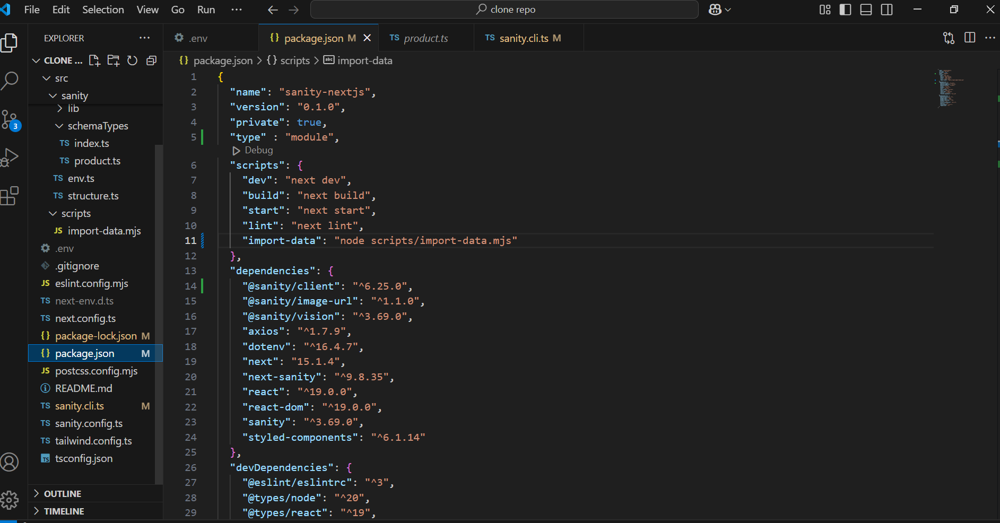 File Edit Selection View Go Run ... clone repo
EXPLORER ...
CLONE ...
src
sanity
lib
schemaTypes
TS index.ts
TS product.ts
TS env.ts
TS structure.ts
scripts
JS import-data.mjs
.env
.gitignore
JS eslint.config.mjs
TS next-env.d.ts
TS next.config.ts
{} package-lock.json M
{} package.json M
JS postcss.config.mjs
README.md
TS sanity.cli.ts M
TS sanity.config.ts
TS tailwind.config.ts
TS tsconfig.json
OUTLINE
TIMELINE
3
.env {} package.json M TS product.ts TS sanity.cli.ts M
{} package.json > {} scripts > abc import-data
1 {
2 "name": "sanity-nextjs",
3 "version": "0.1.0",
4 "private": true,
5 "type" : "module",
Debug
6 "scripts": {
7 "dev": "next dev",
8 "build": "next build",
9 "start": "next start",
10 "lint": "next lint",
11 "import-data": "node scripts/import-data.mjs"
12 },
13 "dependencies": {
14 "@sanity/client": "^6.25.0",
15 "@sanity/image-url": "^1.1.0",
16 "@sanity/vision": "^3.69.0",
17 "axios": "^1.7.9",
18 "dotenv": "^16.4.7",
19 "next": "15.1.4",
20 "next-sanity": "^9.8.35",
21 "react": "^19.0.0",
22 "react-dom": "^19.0.0",
23 "sanity": "^3.69.0",
24 "styled-components": "^6.1.14"
25 },
26 "devDependencies": {
27 "@eslint/eslintrc": "^3",
28 "@types/node": "^20",
29 "@types/react": "^19",